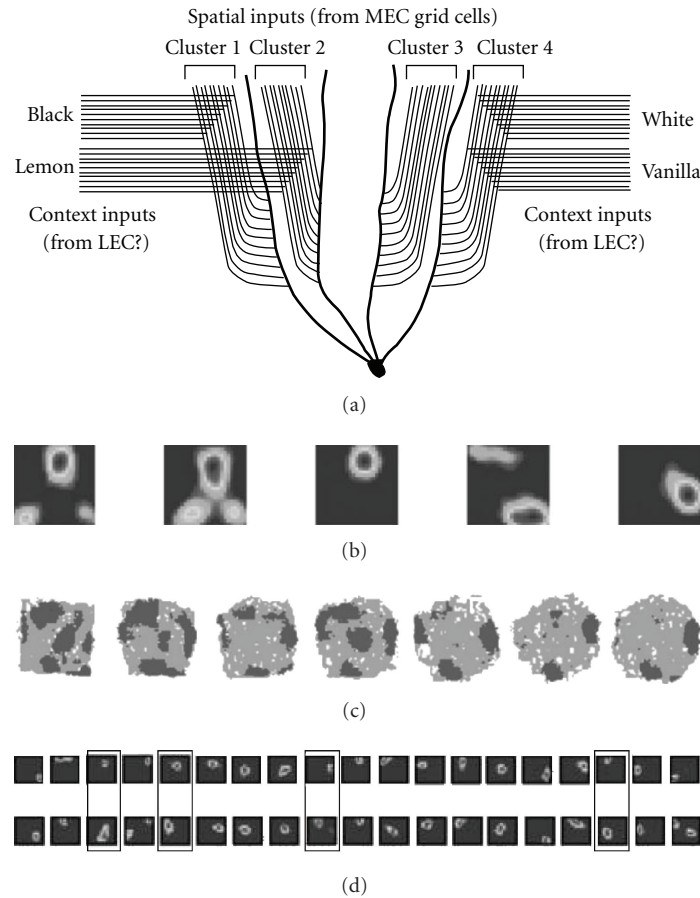 Spatial inputs (from MEC grid cells)
Cluster 1 Cluster 2 Cluster 3 Cluster 4
Black
White
Lemon
Vanilla
Context inputs
(from LEC?)
Context inputs
(from LEC?)
(a)
(b)
(c)
(d)